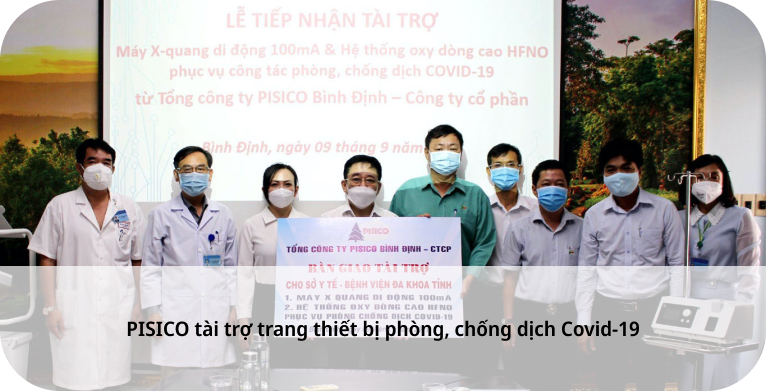 LỄ TIẾP NHẬN TÀI TRỢ
Máy X-quang di động 100mA & Hệ thống oxy dòng cao HFNO
phục vụ công tác phòng, chống dịch COVID-19
từ Tổng công ty PISICO Bình Định – Công ty cổ phần
Bình Định, ngày 09 tháng 9 năm
PISICO
TỔNG CÔNG TY PISICO BÌNH ĐỊNH – CTCP
BÀN GIAO TÀI TRỢ
CHO SỞ Y TẾ - BỆNH VIỆN ĐA KHOA TỈNH
1. MÁY X QUANG DI ĐỘNG 100mA
2. HỆ THỐNG OXY DÒNG CAO HFNO
PHỤC VỤ PHÒNG CHỐNG DỊCH COVID-19
PISICO tài trợ trang thiết bị phòng, chống dịch Covid-19